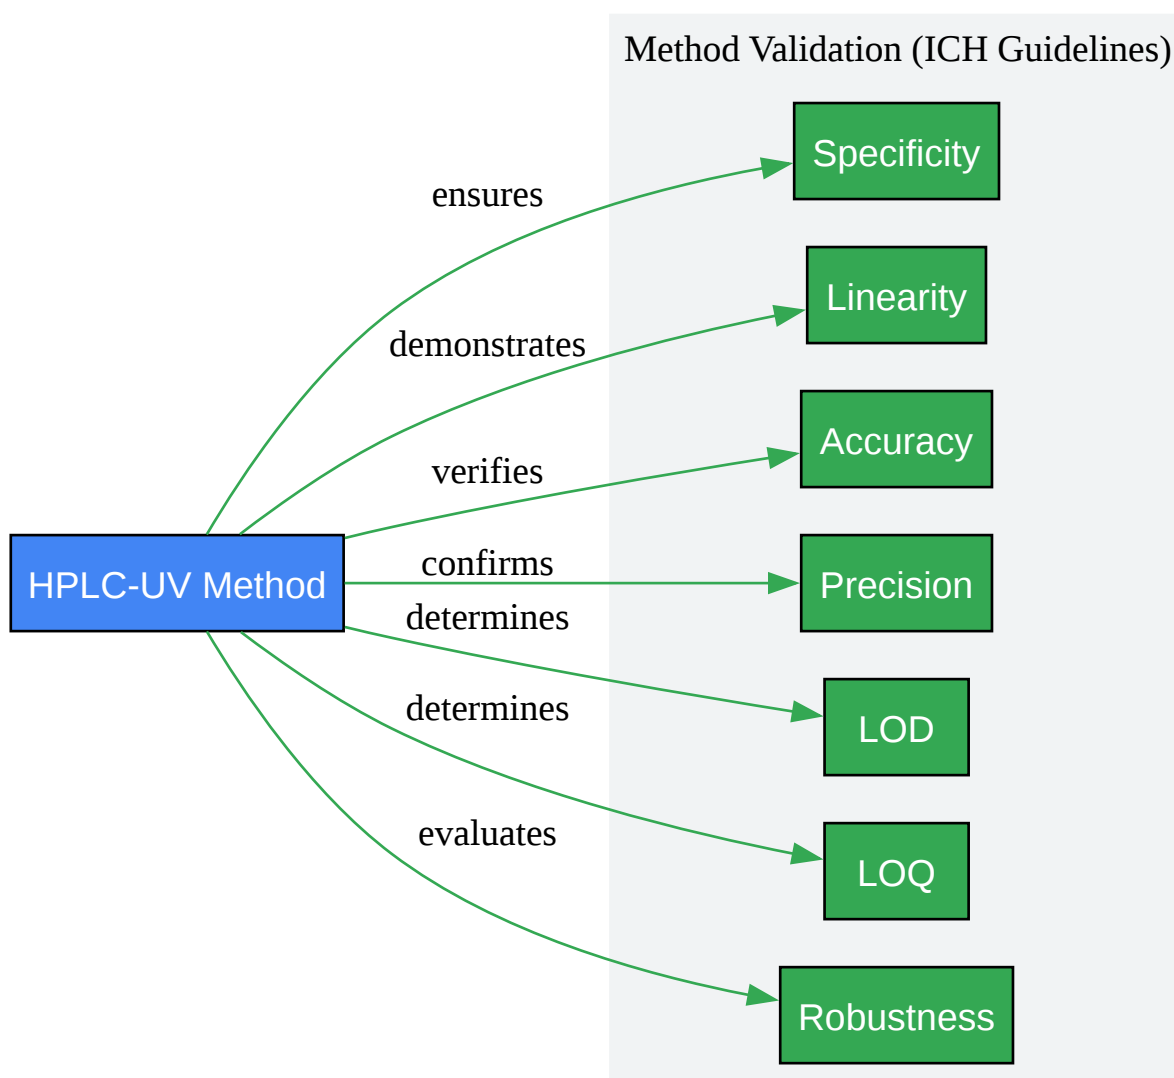 Method Validation (ICH Guidelines)
Specificity
ensures
Linearity
demonstrates
Accuracy
verifies
HPLC-UV Method
confirms
Precision
determines
LOD
determines
LOQ
evaluates
Robustness